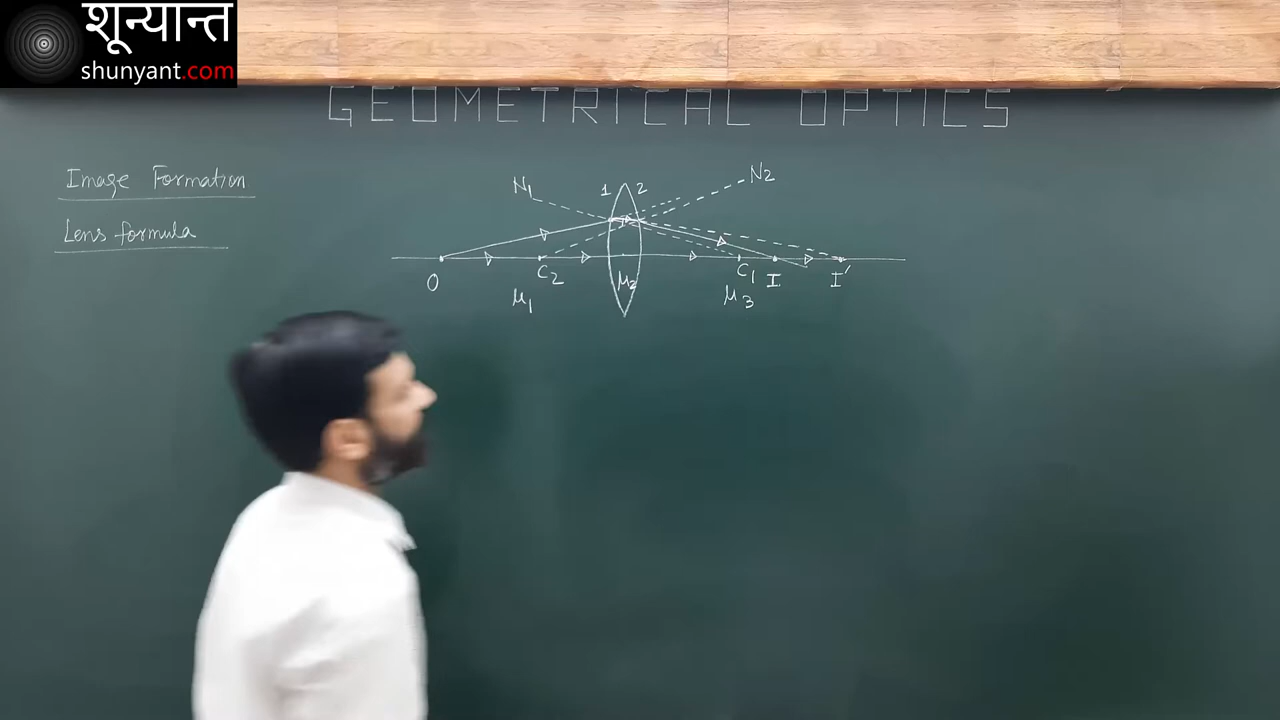 शून्यान्त
shunyant.com
GEOMETRICAL OPTICS
Image Formation
Lens formula
N₁ 1 2 N₂
O C₂ μ₂ C₁ I I′
μ₁ μ₃